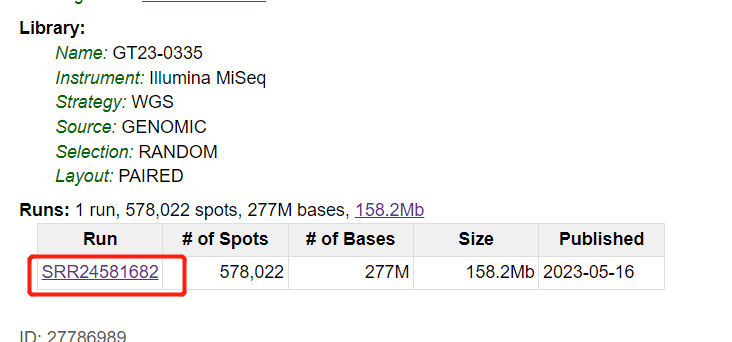 Library:
Name: GT23-0335
Instrument: Illumina MiSeq
Strategy: WGS
Source: GENOMIC
Selection: RANDOM
Layout: PAIRED
Runs: 1 run, 578,022 spots, 277M bases, 158.2Mb
Run # of Spots # of Bases Size Published
SRR24581682 578,022 277M 158.2Mb 2023-05-16
ID: 27786989